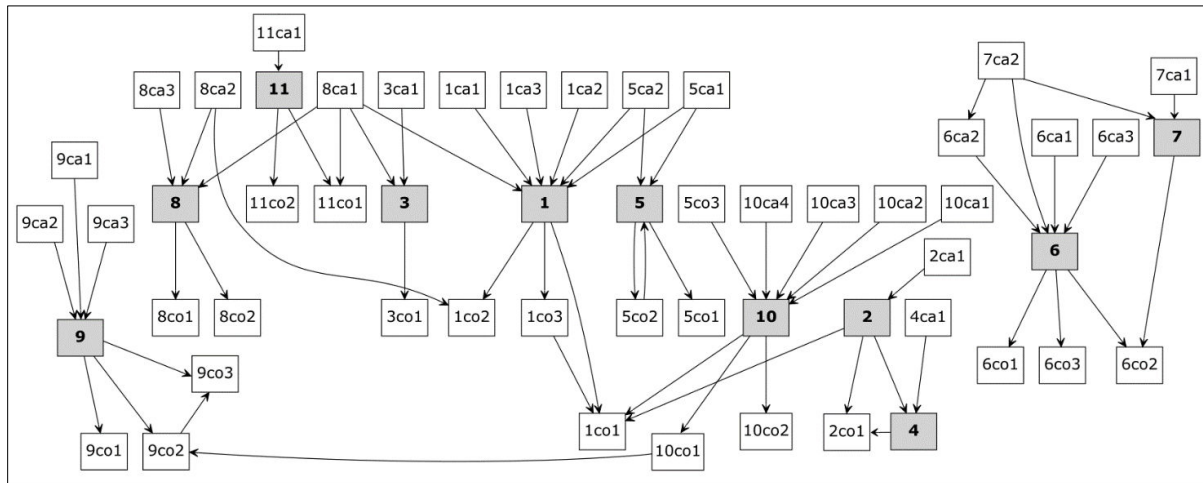 11ca1
7ca2
7ca1
8ca3
8ca2
11
8ca1
3ca1
1ca1
1ca3
1ca2
5ca2
5ca1
6ca2
6ca1
6ca3
7
9ca1
8
11co2
11co1
3
1
5
5co3
10ca4
10ca3
10ca2
10ca1
9ca2
9ca3
6
2ca1
8co1
8co2
3co1
1co2
1co3
5co2
5co1
10
2
4ca1
9
6co1
6co3
6co2
9co3
9co1
9co2
1co1
10co1
10co2
2co1
4